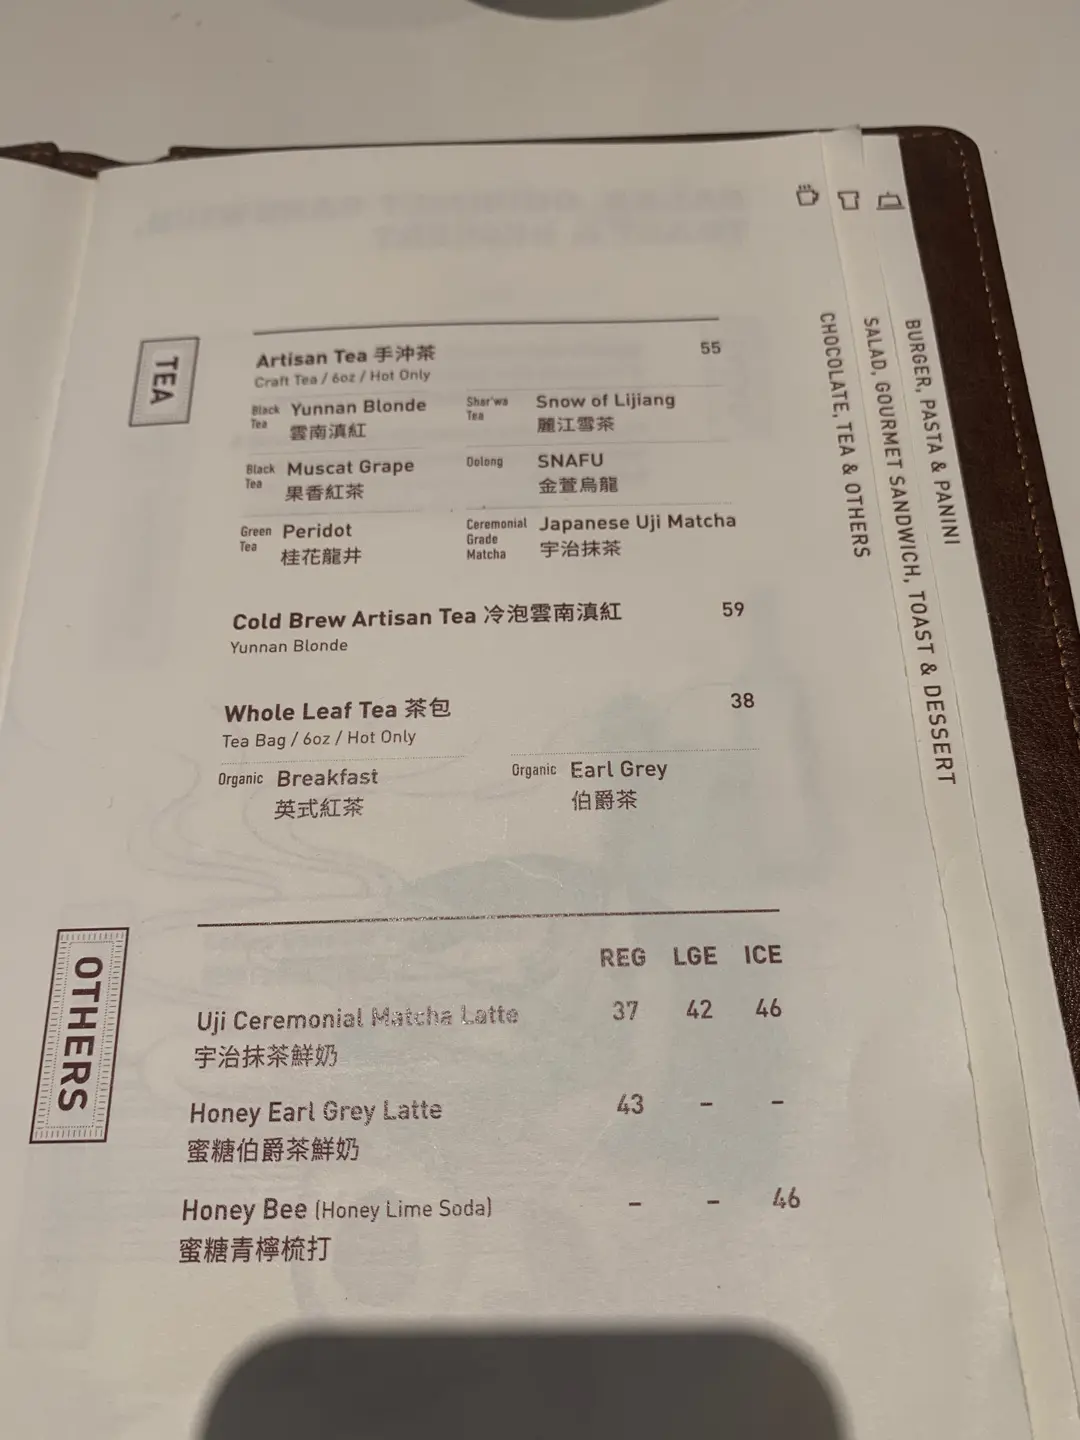 TEA
Artisan Tea 手沖茶 55
Craft Tea / 6oz / Hot Only
Black Tea Yunnan Blonde
雲南滇紅
Shar'wa Tea Snow of Lijiang
麗江雪茶
Black Tea Muscat Grape
果香紅茶
Oolong SNAFU
金萱烏龍
Green Tea Peridot
桂花龍井
Ceremonial Grade Matcha Japanese Uji Matcha
宇治抹茶
Cold Brew Artisan Tea 冷泡雲南滇紅 59
Yunnan Blonde
Whole Leaf Tea 茶包 38
Tea Bag / 6oz / Hot Only
Organic Breakfast
英式紅茶
Organic Earl Grey
伯爵茶
OTHERS
REG LGE ICE
Uji Ceremonial Matcha Latte 37 42 46
宇治抹茶鮮奶
Honey Earl Grey Latte 43 – –
蜜糖伯爵茶鮮奶
Honey Bee (Honey Lime Soda) – – 46
蜜糖青檸梳打
CHOCOLATE, TEA & OTHERS
SALAD, GOURMET SANDWICH, TOAST & DESSERT
BURGER, PASTA & PANINI